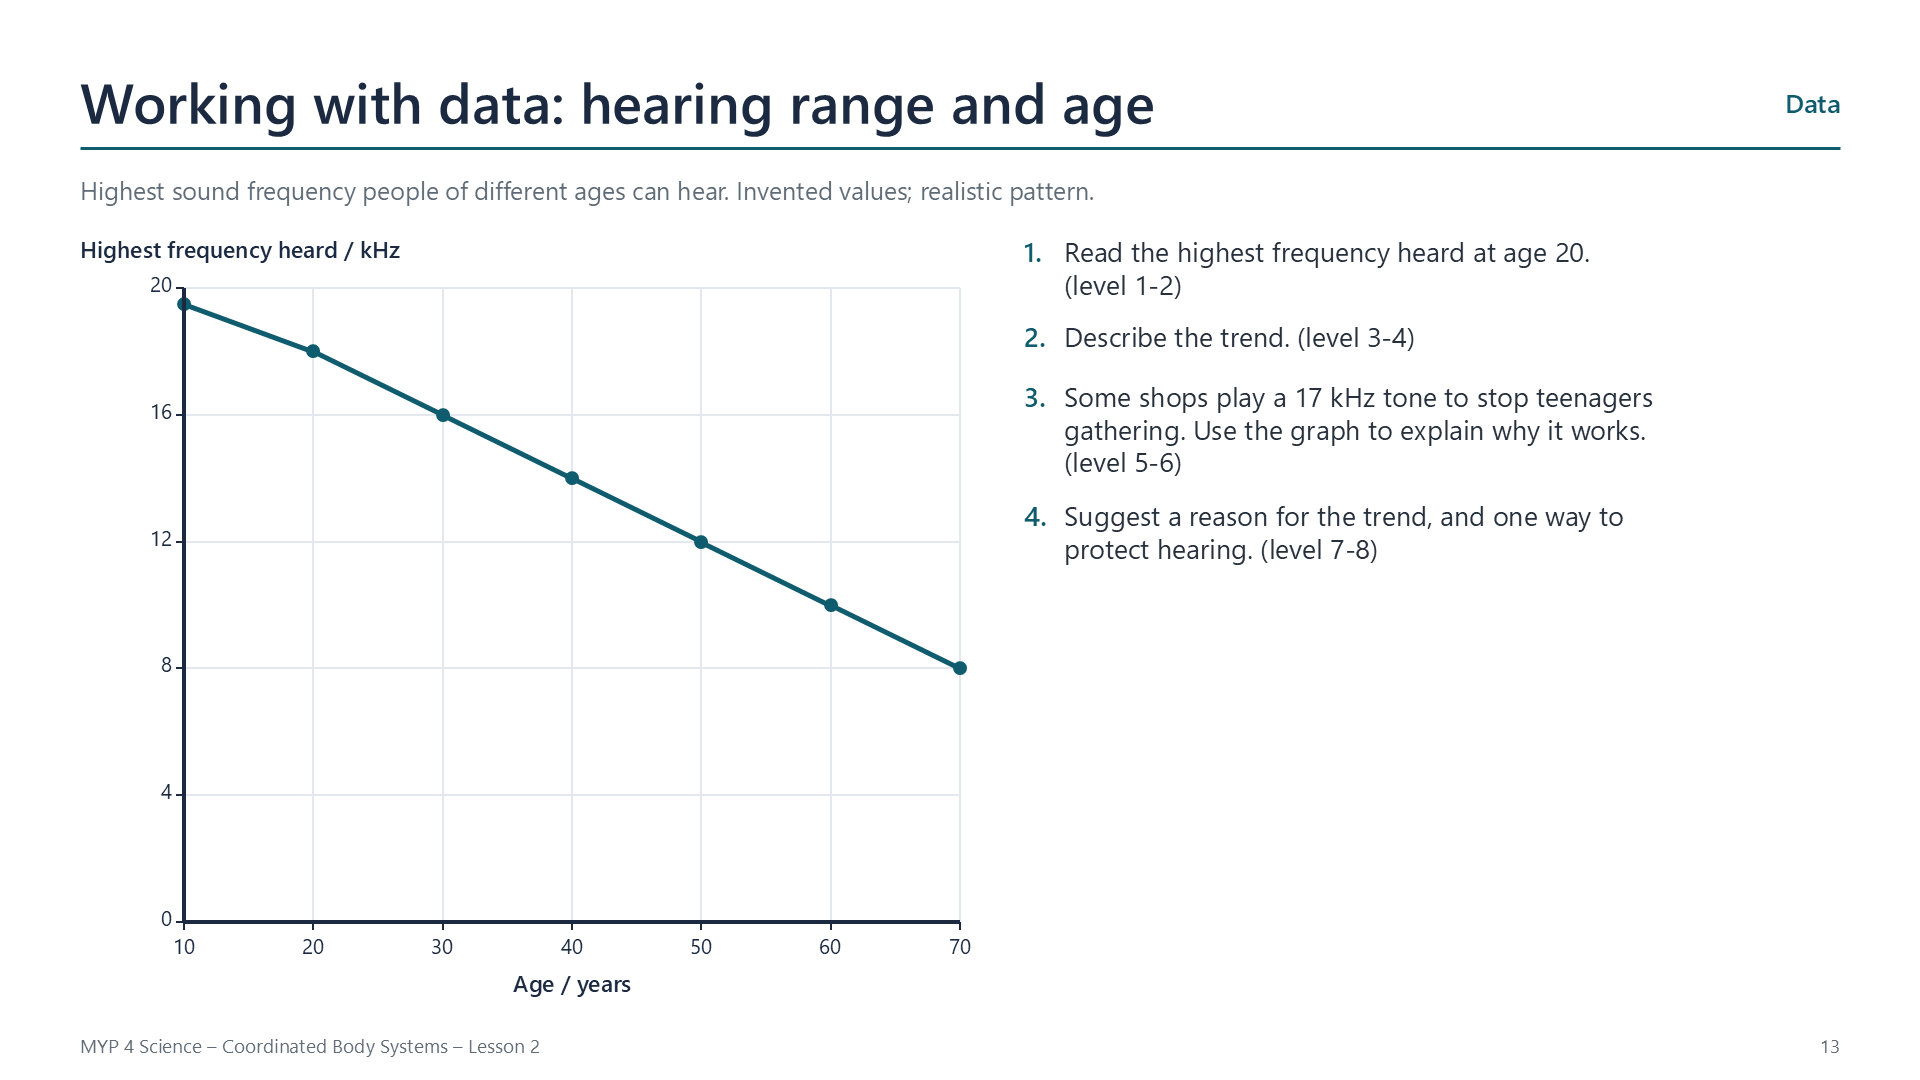 Working with data: hearing range and age
Data
Highest sound frequency people of different ages can hear. Invented values; realistic pattern.
Highest frequency heard / kHz
20
16
12
8
4
0
10 20 30 40 50 60 70
Age / years
1. Read the highest frequency heard at age 20.
(level 1-2)
2. Describe the trend. (level 3-4)
3. Some shops play a 17 kHz tone to stop teenagers
gathering. Use the graph to explain why it works.
(level 5-6)
4. Suggest a reason for the trend, and one way to
protect hearing. (level 7-8)
MYP 4 Science – Coordinated Body Systems – Lesson 2
13